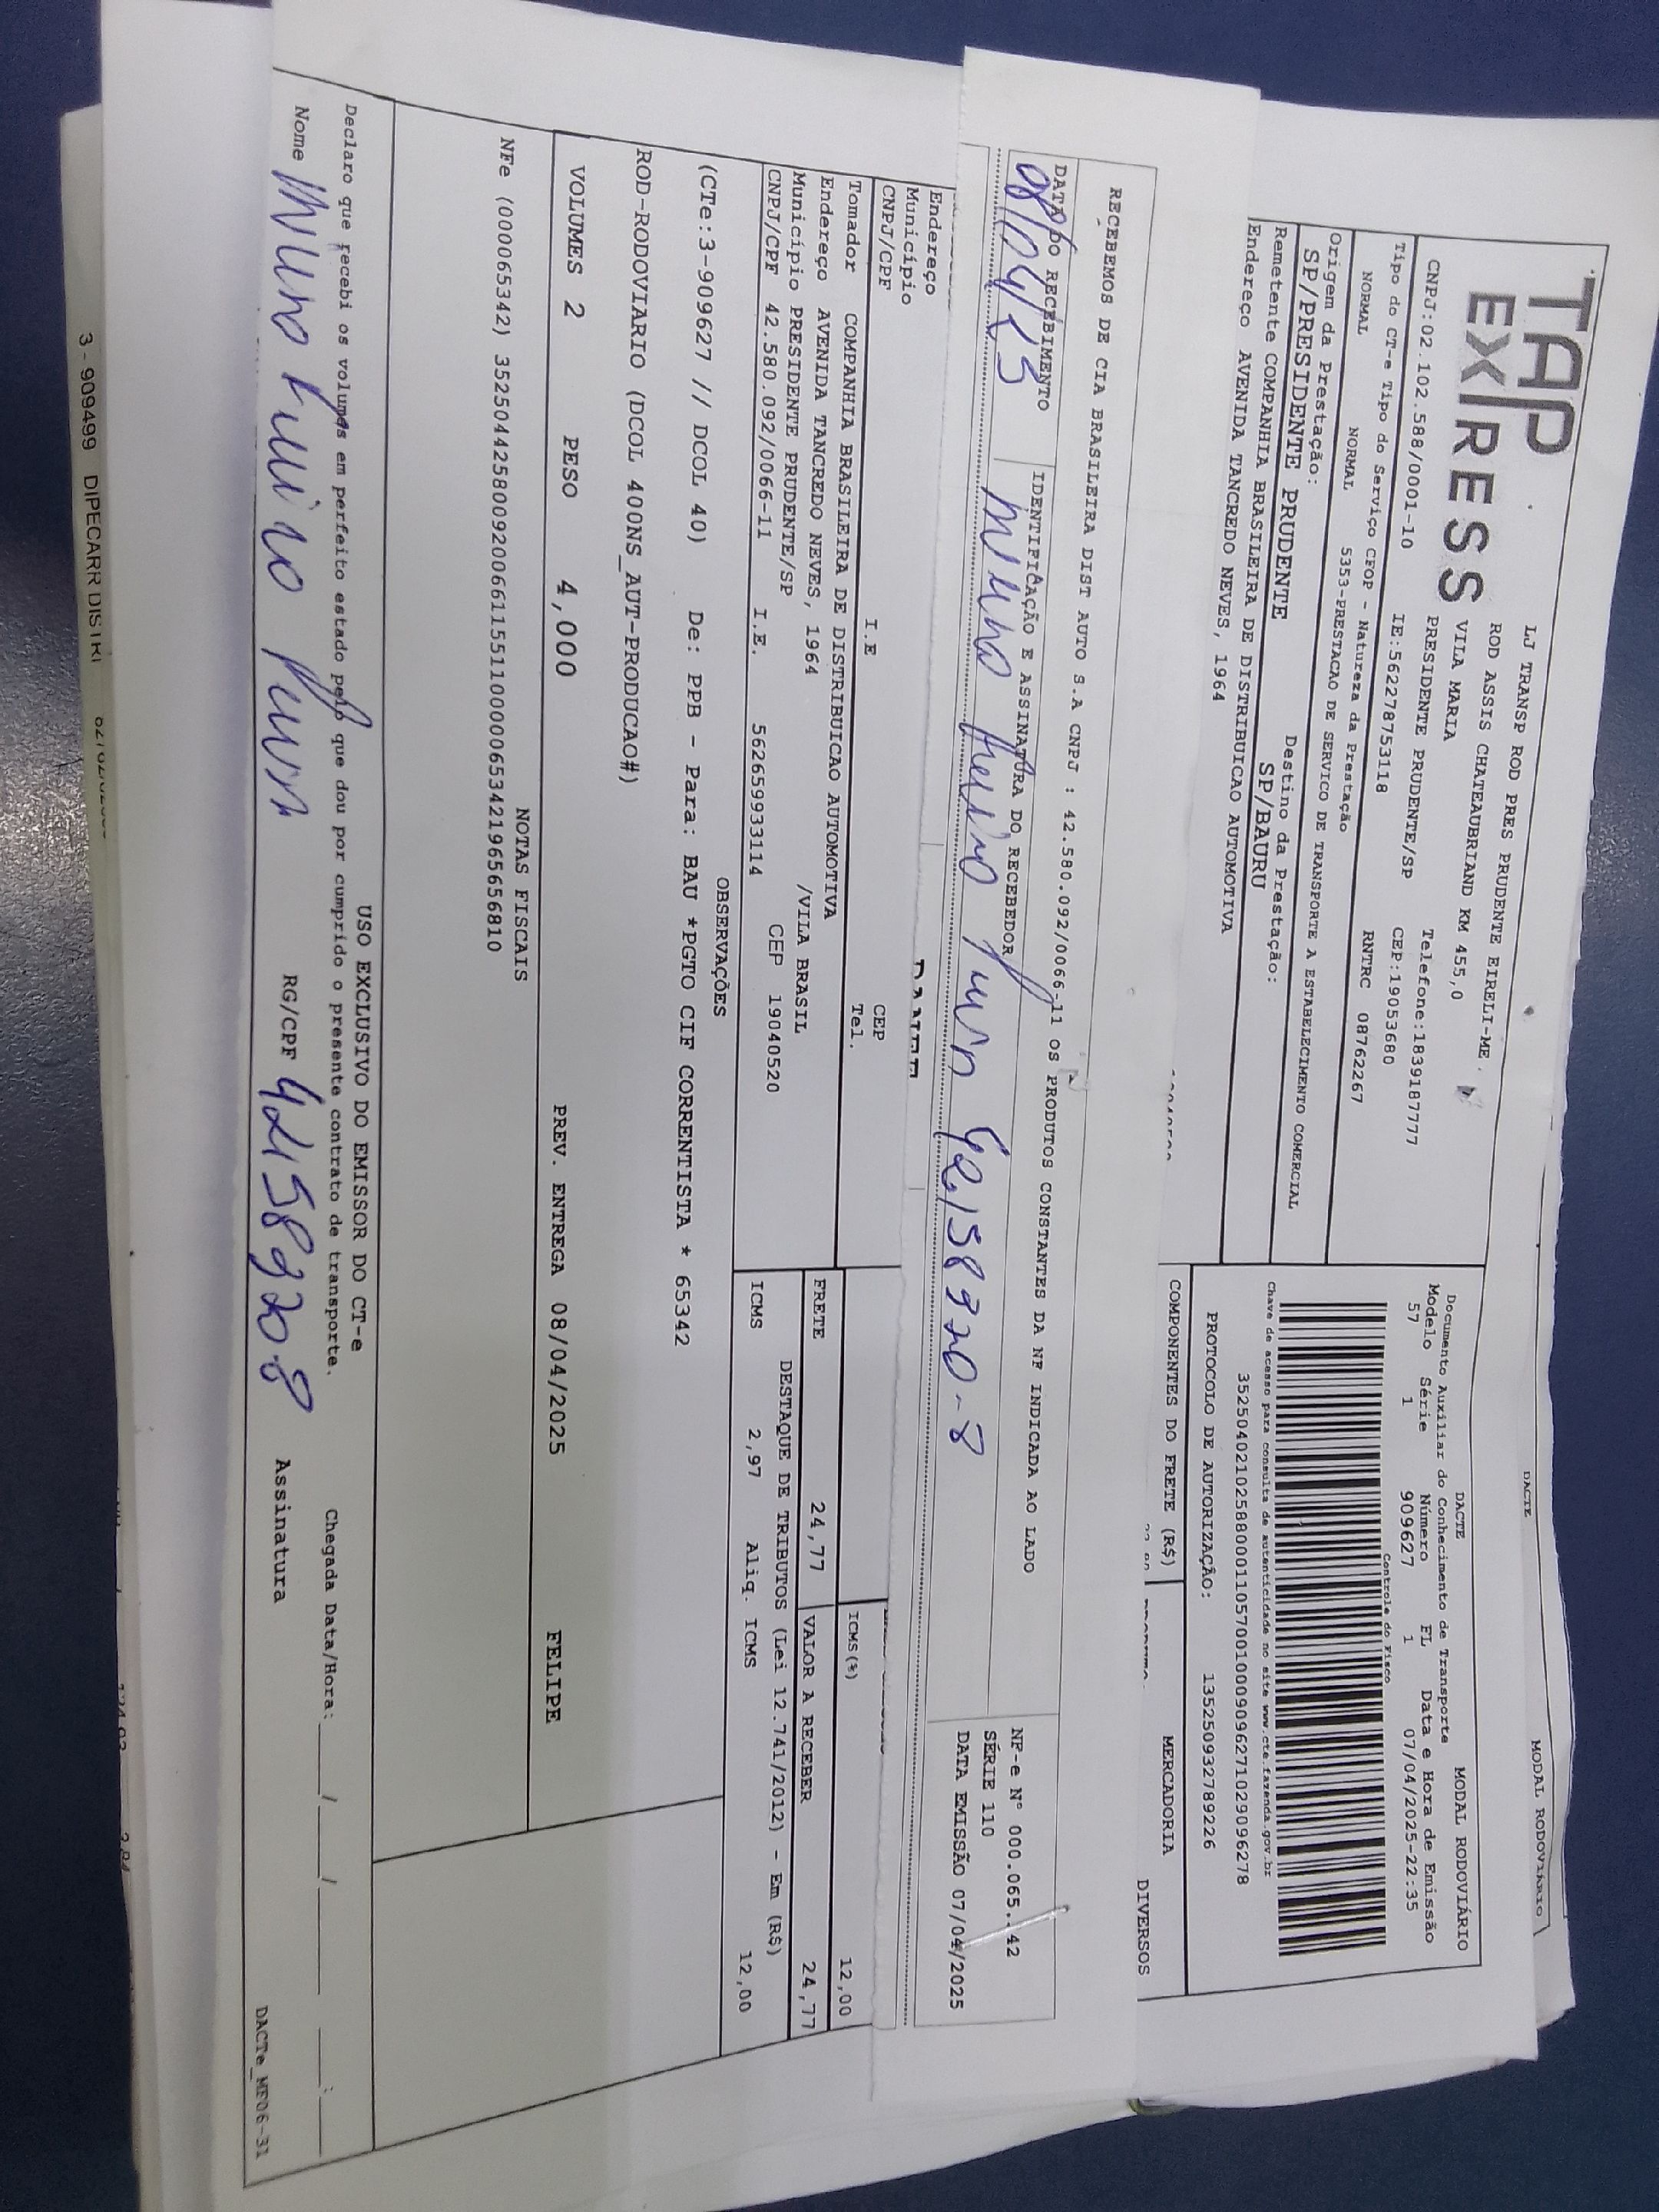 TAP
EXPRESS
LJ TRANSP ROD PRES PRUDENTE EIRELI-ME
ROD ASSIS CHATEAUBRIAND KM 455,0
VILA MARIA
PRESIDENTE PRUDENTE/SP
Telefone:1839187777
CNPJ:02.102.588/0001-10 IE:562278753118 CEP:19053680
Tipo do CT-e Tipo do Serviço CFOP - Natureza da Prestação RNTRC 08762267
NORMAL NORMAL 5353-PRESTACAO DE SERVICO DE TRANSPORTE A ESTABELECIMENTO COMERCIAL
Origem da Prestação: Destino da Prestação:
SP/PRESIDENTE PRUDENTE SP/BAURU
Remetente COMPANHIA BRASILEIRA DE DISTRIBUICAO AUTOMOTIVA
Endereço AVENIDA TANCREDO NEVES, 1964
DACTE MODAL RODOVIÁRIO
DACTE MODAL RODOVIÁRIO
Documento Auxiliar do Conhecimento de Transporte
Modelo Série Número FL Data e Hora de Emissão
57 1 909627 1 07/04/2025-22:35
Controle do Fisco
Chave de acesso para consulta de autenticidade no site www.cte.fazenda.gov.br
35250402102588000110570010009096271029096278
PROTOCOLO DE AUTORIZAÇÃO: 135250932789226
COMPONENTES DO FRETE (R$) MERCADORIA
DIVERSOS
RECEBEMOS DE CIA BRASILEIRA DIST AUTO S.A CNPJ : 42.580.092/0066-11 OS PRODUTOS CONSTANTES DA NF INDICADA AO LADO
DATA DO RECEBIMENTO IDENTIFICAÇÃO E ASSINATURA DO RECEBEDOR
NF-e N° 000.065. 42
SÉRIE 110
DATA EMISSÃO 07/04/2025
Endereço
Município CEP
CNPJ/CPF I.E Tel.
Tomador COMPANHIA BRASILEIRA DE DISTRIBUICAO AUTOMOTIVA
Endereço AVENIDA TANCREDO NEVES, 1964 /VILA BRASIL
Município PRESIDENTE PRUDENTE/SP CEP 19040520
CNPJ/CPF 42.580.092/0066-11 I.E. 562659933114
ICMS(%) 12,00
FRETE 24,77 VALOR A RECEBER 24,77
DESTAQUE DE TRIBUTOS (Lei 12.741/2012) - Em (R$)
ICMS 2,97 Aliq. ICMS 12,00
OBSERVAÇÕES
(CTe:3-909627 // DCOL 40) De: PPB - Para: BAU *PGTO CIF CORRENTISTA * 65342
ROD-RODOVIARIO (DCOL 400NS_AUT-PRODUCAO#)
VOLUMES 2 PESO 4,000 PREV. ENTREGA 08/04/2025 FELIPE
NOTAS FISCAIS
NFe (000065342) 35250442580092006611551100000653421965656810
USO EXCLUSIVO DO EMISSOR DO CT-e
Declaro que recebi os volumes em perfeito estado pelo que dou por cumprido o presente contrato de transporte. Chegada Data/Hora: ____/____/____ ____:____
Nome RG/CPF Assinatura
DACTe_MF06-31
3 - 909499 DIPECARR DISTRI